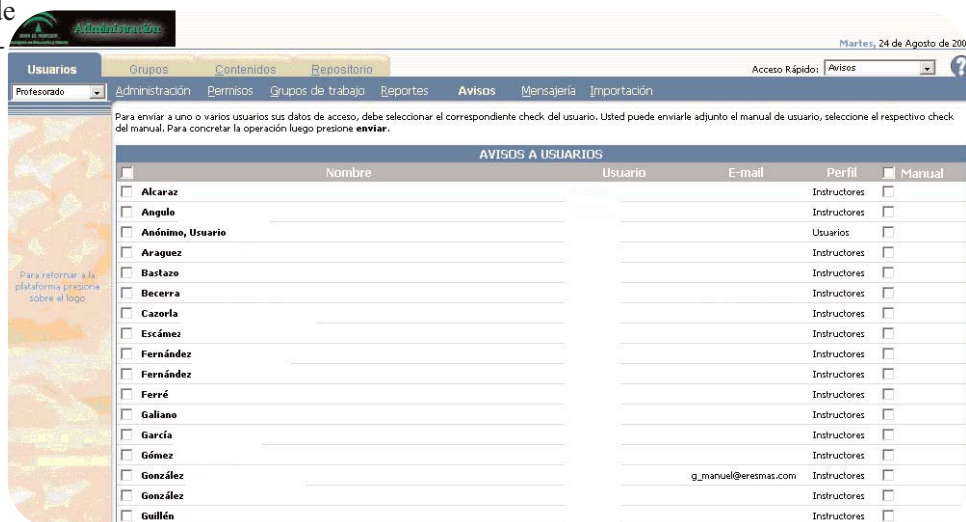 de
Administración
Martes, 24 de Agosto de 200
Usuarios Grupos Contenidos Repositorio Acceso Rápido: Avisos ?
Profesorado Administración Permisos Grupos de trabajo Reportes Avisos Mensajería Importación
Para enviar a uno o varios usuarios sus datos de acceso, debe seleccionar el correspondiente check del usuario. Usted puede enviarle adjunto el manual de usuario, seleccione el respectivo check
del manual. Para concretar la operación luego presione enviar.
AVISOS A USUARIOS
Nombre Usuario E-mail Perfil Manual
Alcaraz Instructores
Angulo Instructores
Anónimo, Usuario Usuarios
Araguez Instructores
Bastazo Instructores
Becerra Instructores
Cazorla Instructores
Escámez Instructores
Fernández Instructores
Fernández Instructores
Ferré Instructores
Galiano Instructores
García Instructores
Gómez Instructores
González g_manuel@eresmas.com Instructores
González Instructores
Guillén Instructores
Para retornar a la
plataforma presione
sobre el logo